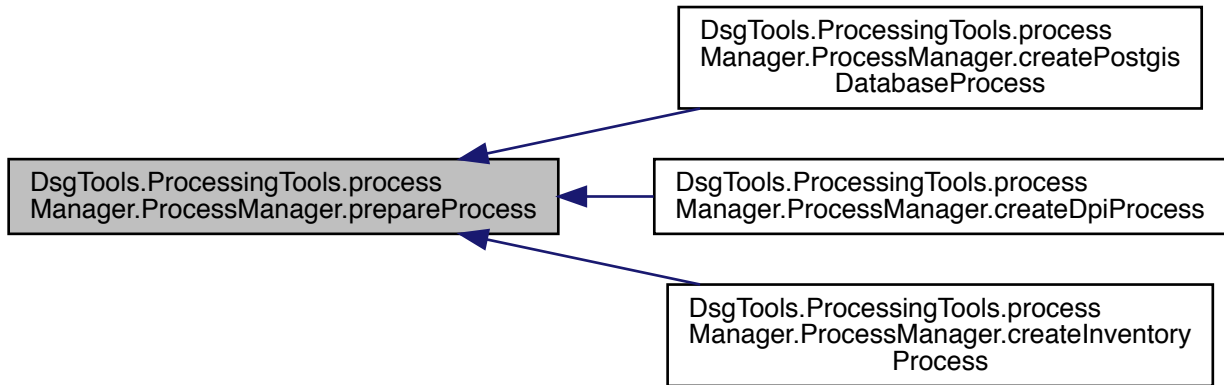 DsgTools.ProcessingTools.process
Manager.ProcessManager.createPostgis
DatabaseProcess
DsgTools.ProcessingTools.process
Manager.ProcessManager.prepareProcess
DsgTools.ProcessingTools.process
Manager.ProcessManager.createDpiProcess
DsgTools.ProcessingTools.process
Manager.ProcessManager.createInventory
Process